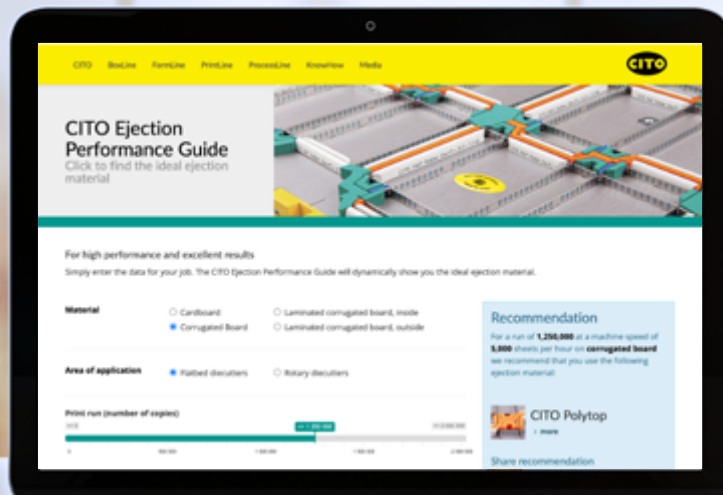 CITO BoxLine FormLine PrintLine ProcessLine KnowHow Media
CITO
CITO Ejection
Performance Guide
Click to find the ideal ejection
material
For high performance and excellent results
Simply enter the data for your job. The CITO Ejection Performance Guide will dynamically show you the ideal ejection material.
Material
Cardboard
Laminated corrugated board, inside
Corrugated Board
Laminated corrugated board, outside
Area of application
Flatbed diecutters
Rotary diecutters
Print run (number of copies)
Recommendation
For a run of 1,250,000 at a machine speed of
5,000 sheets per hour on corrugated board
we recommend that you use the following
ejection material:
CITO Polytop
› more
Share recommendation